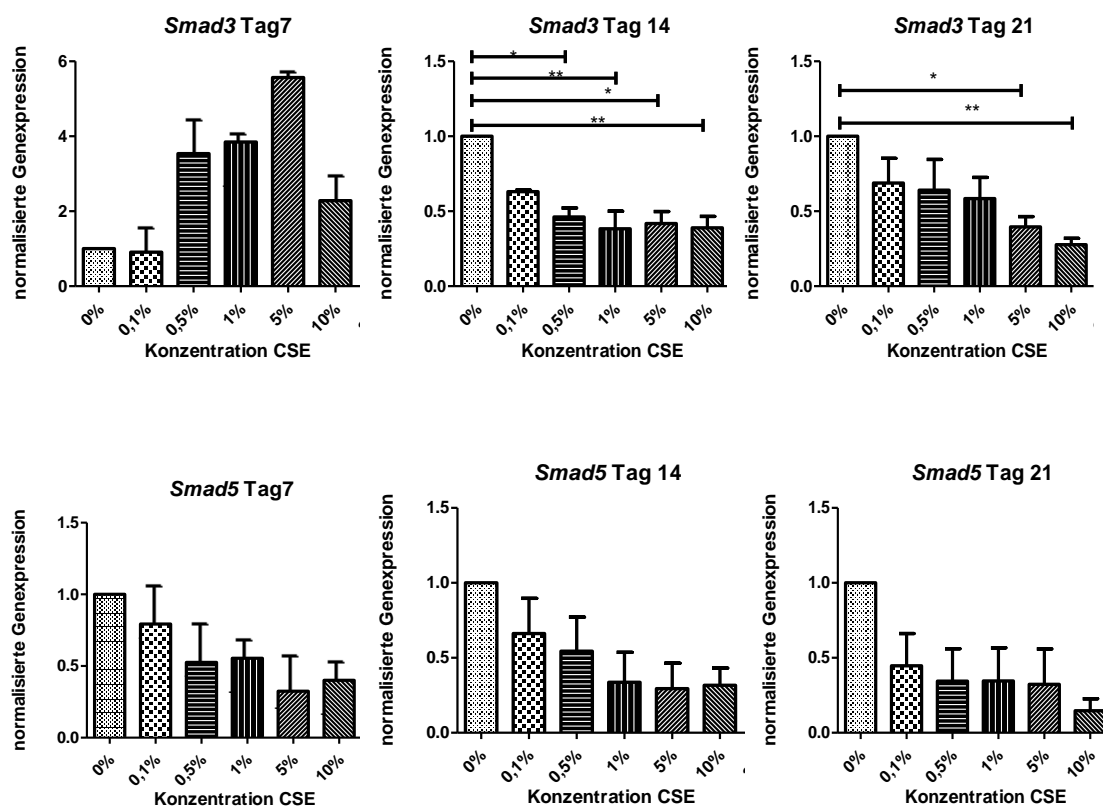 Smad3 Tag7
normalisierte Genexpression
6
4
2
0
0% 0,1% 0,5% 1% 5% 10%
Konzentration CSE
Smad3 Tag 14
normalisierte Genexpression
1.5
1.0
0.5
0.0
*
**
*
**
0% 0,1% 0,5% 1% 5% 10%
Konzentration CSE
Smad3 Tag 21
normalisierte Genexpression
1.5
1.0
0.5
0.0
*
**
0% 0,1% 0,5% 1% 5% 10%
Konzentration CSE
Smad5 Tag7
normalisierte Genexpression
1.5
1.0
0.5
0.0
0% 0,1% 0,5% 1% 5% 10%
Konzentration CSE
Smad5 Tag 14
normalisierte Genexpression
1.5
1.0
0.5
0.0
0% 0,1% 0,5% 1% 5% 10%
Konzentration CSE
Smad5 Tag 21
normalisierte Genexpression
1.5
1.0
0.5
0.0
0% 0,1% 0,5% 1% 5% 10%
Konzentration CSE